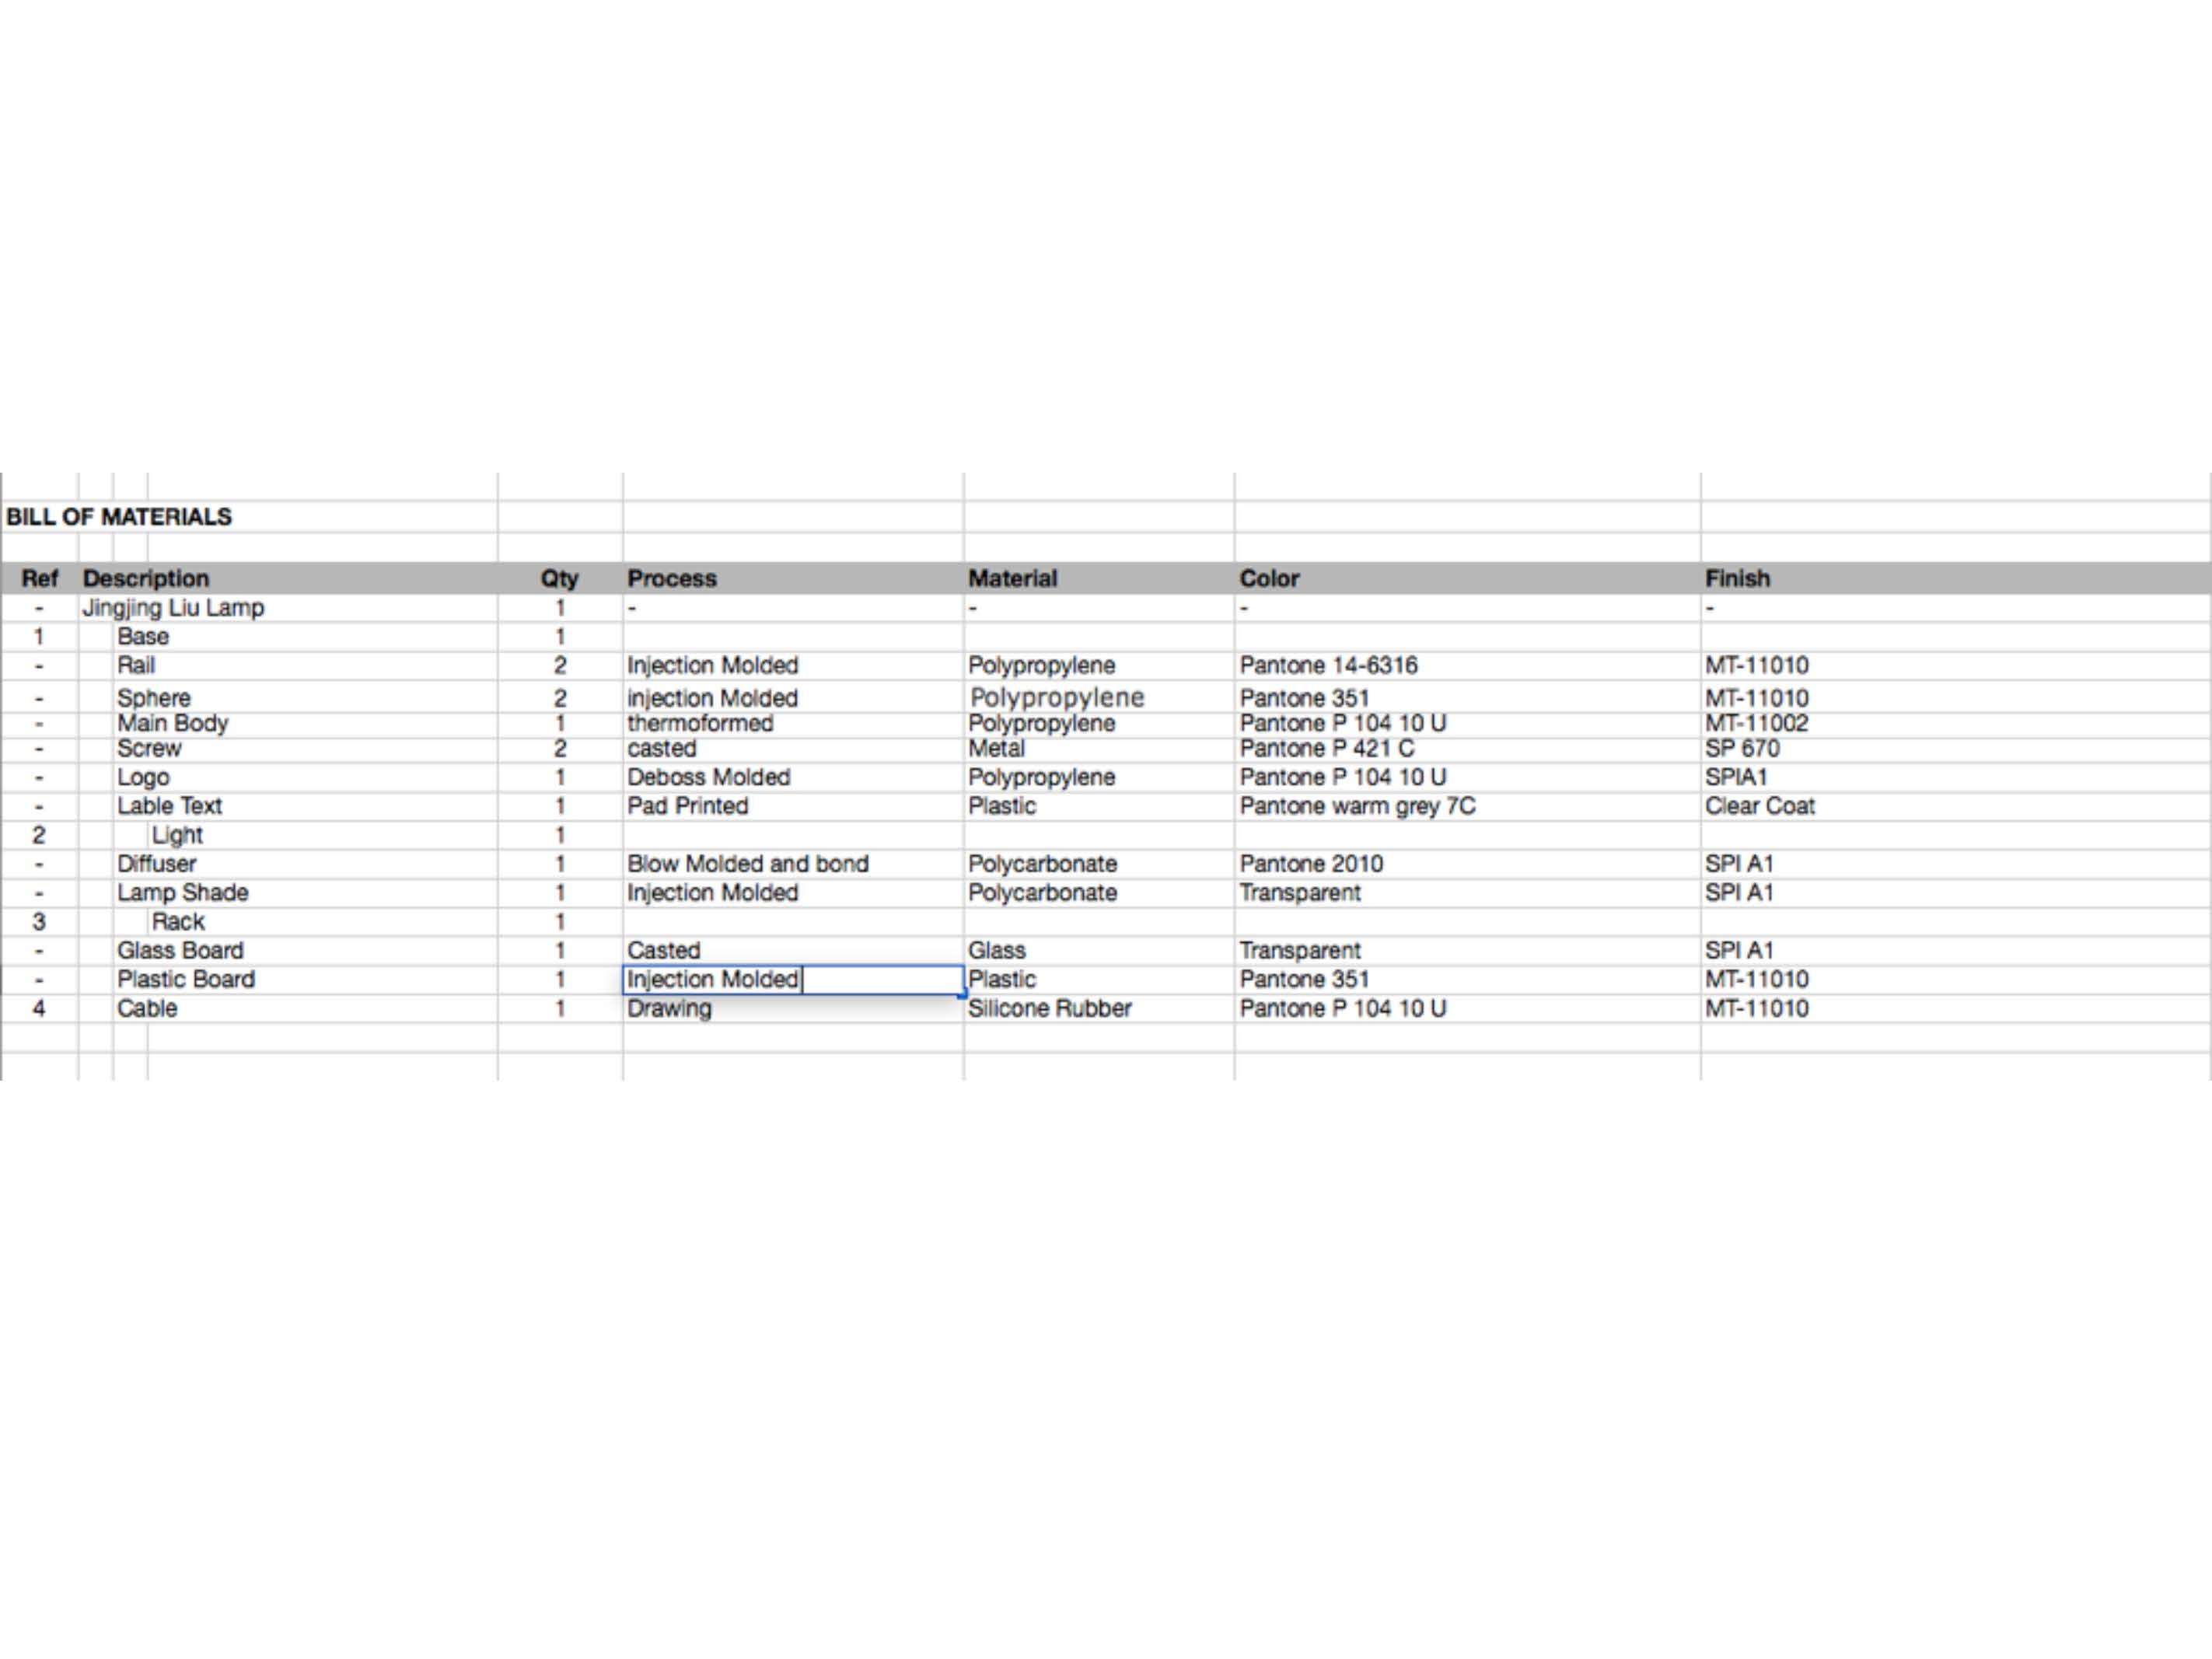 BILL OF MATERIALS
Ref Description Qty Process Material Color Finish
- Jingjing Liu Lamp 1 - - - -
1 Base 1
- Rail 2 Injection Molded Polypropylene Pantone 14-6316 MT-11010
- Sphere 2 injection Molded Polypropylene Pantone 351 MT-11010
- Main Body 1 thermoformed Polypropylene Pantone P 104 10 U MT-11002
- Screw 2 casted Metal Pantone P 421 C SP 670
- Logo 1 Deboss Molded Polypropylene Pantone P 104 10 U SPIA1
- Lable Text 1 Pad Printed Plastic Pantone warm grey 7C Clear Coat
2 Light 1
- Diffuser 1 Blow Molded and bond Polycarbonate Pantone 2010 SPI A1
- Lamp Shade 1 Injection Molded Polycarbonate Transparent SPI A1
3 Rack 1
- Glass Board 1 Casted Glass Transparent SPI A1
- Plastic Board 1 Injection Molded Plastic Pantone 351 MT-11010
4 Cable 1 Drawing Silicone Rubber Pantone P 104 10 U MT-11010